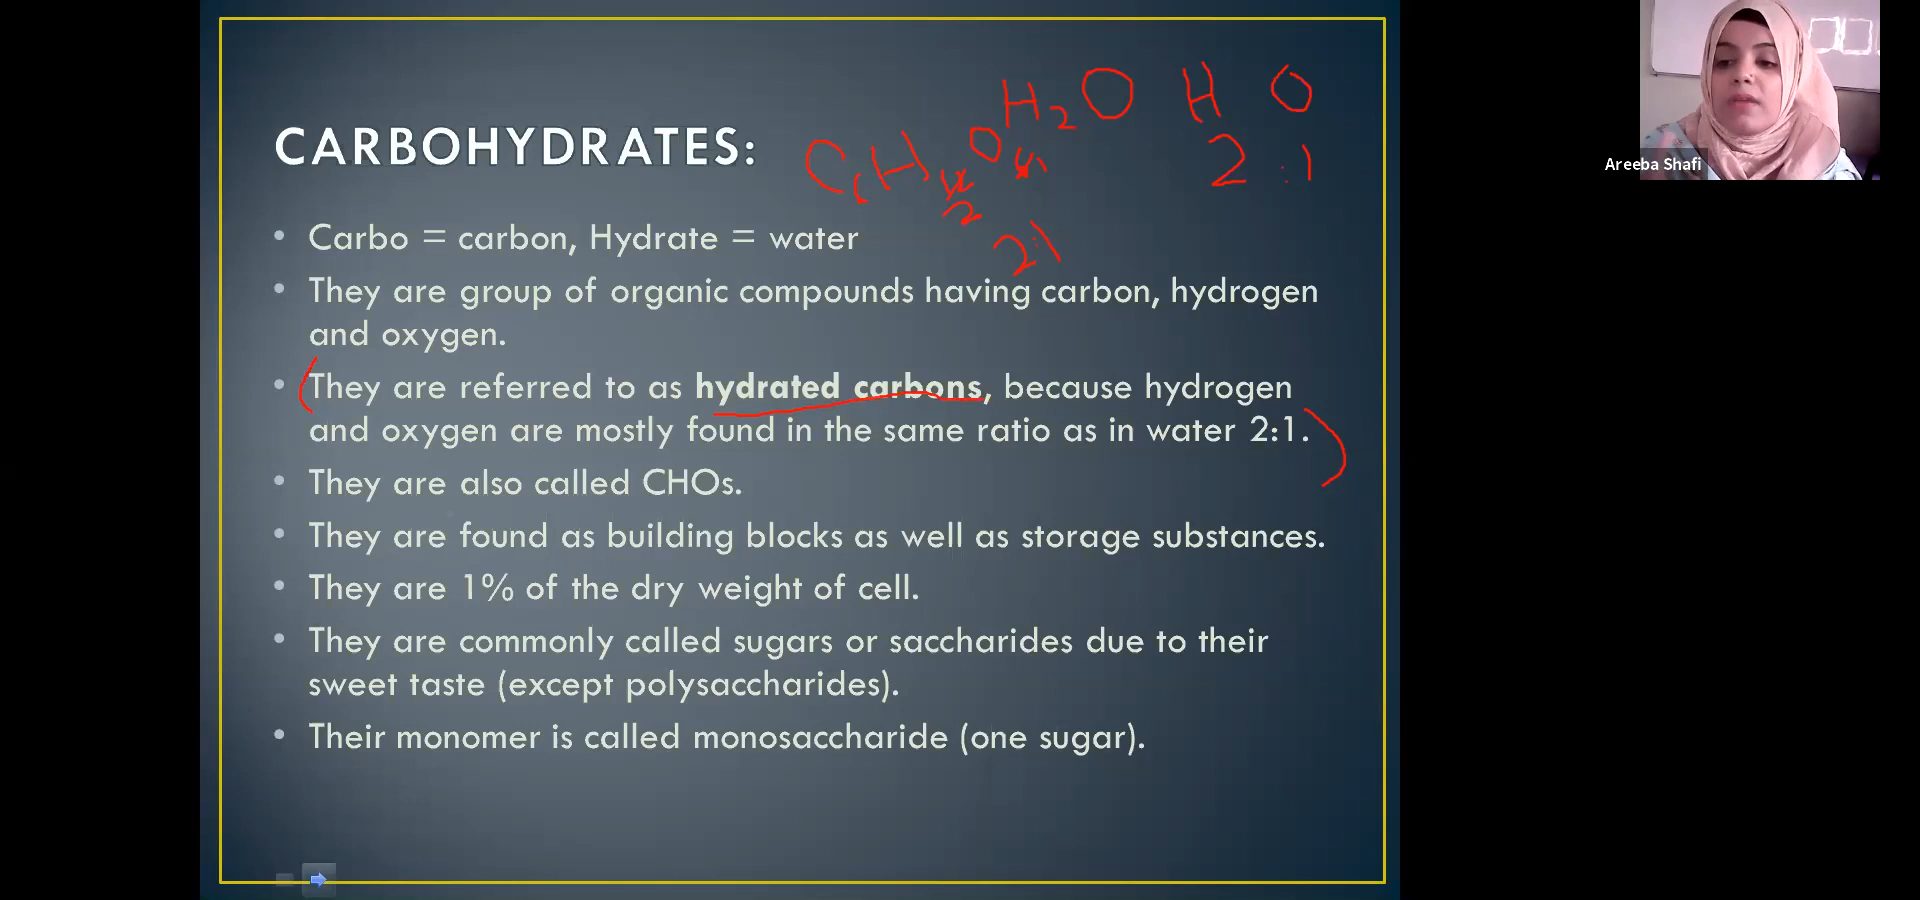 H₂O H O
CARBOHYDRATES:
C₆H₁₂O₆ 1
2 : 1
2
2:1
Areeba Shafi
• Carbo = carbon, Hydrate = water
• They are group of organic compounds having carbon, hydrogen
and oxygen.
• They are referred to as hydrated carbons, because hydrogen
and oxygen are mostly found in the same ratio as in water 2:1.
• They are also called CHOs.
• They are found as building blocks as well as storage substances.
• They are 1% of the dry weight of cell.
• They are commonly called sugars or saccharides due to their
sweet taste (except polysaccharides).
• Their monomer is called monosaccharide (one sugar).